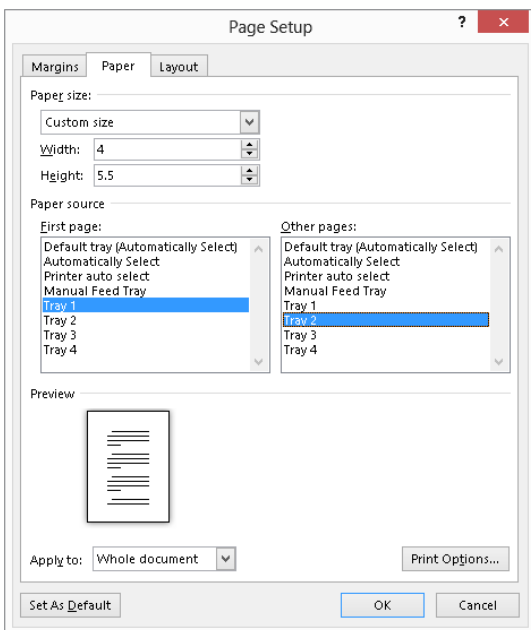 Page Setup ?
Margins Paper Layout
Paper size:
Custom size
Width: 4
Height: 5.5
Paper source
First page: Other pages:
Default tray (Automatically Select) Default tray (Automatically Select)
Automatically Select Automatically Select
Printer auto select Printer auto select
Manual Feed Tray Manual Feed Tray
Tray 1 Tray 1
Tray 2 Tray 2
Tray 3 Tray 3
Tray 4 Tray 4
Preview
Apply to: Whole document Print Options...
Set As Default OK Cancel